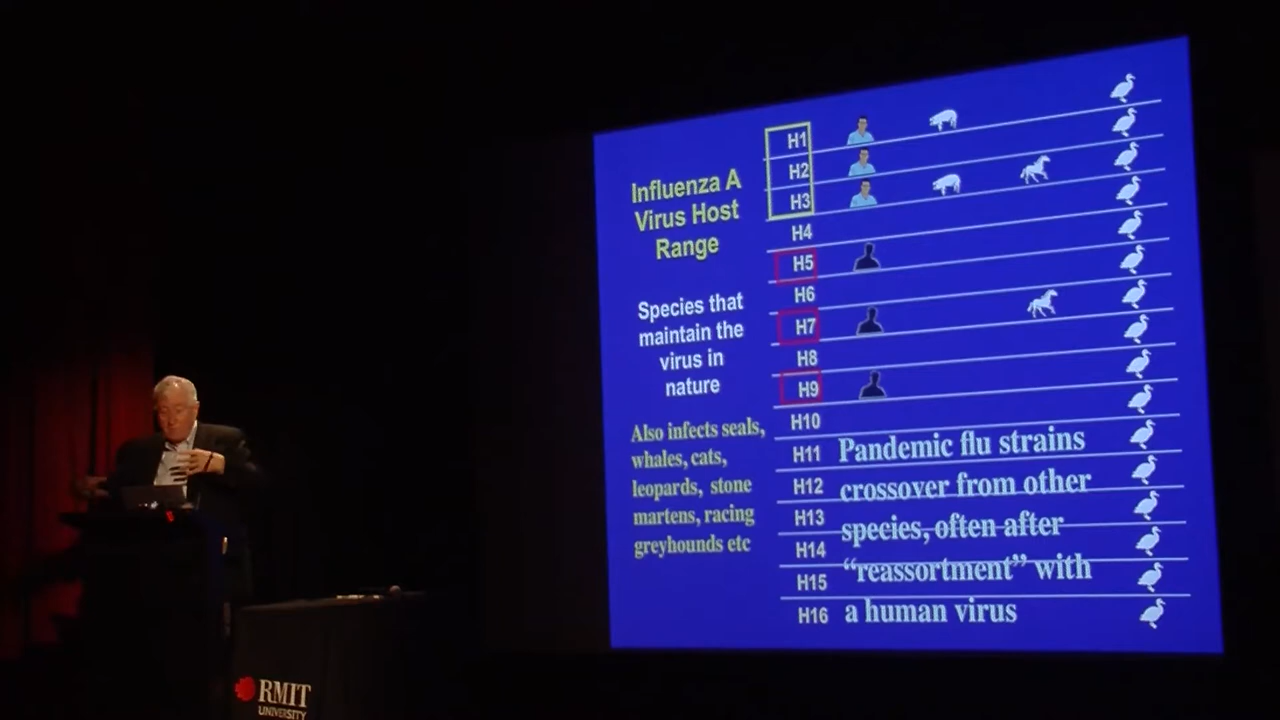 Influenza A
Virus Host
Range
Species that
maintain the
virus in
nature
Also infects seals,
whales, cats,
leopards, stone
martens, racing
greyhounds etc
H1
H2
H3
H4
H5
H6
H7
H8
H9
H10
H11
H12
H13
H14
H15
H16
Pandemic flu strains
crossover from other
species, often after
“reassortment” with
a human virus
RMIT
UNIVERSITY